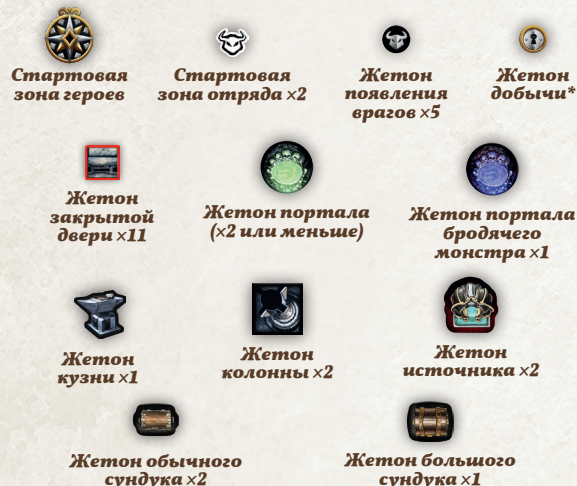 Стартовая
зона героев
Стартовая
зона отряда ×2
Жетон
появления
врагов ×5
Жетон
добычи*
Жетон
закрытой
двери ×11
Жетон портала
(×2 или меньше)
Жетон портала
бродячего
монстра ×1
Жетон
кузни ×1
Жетон
колонны ×2
Жетон
источника ×2
Жетон обычного
сундука ×2
Жетон большого
сундука ×1